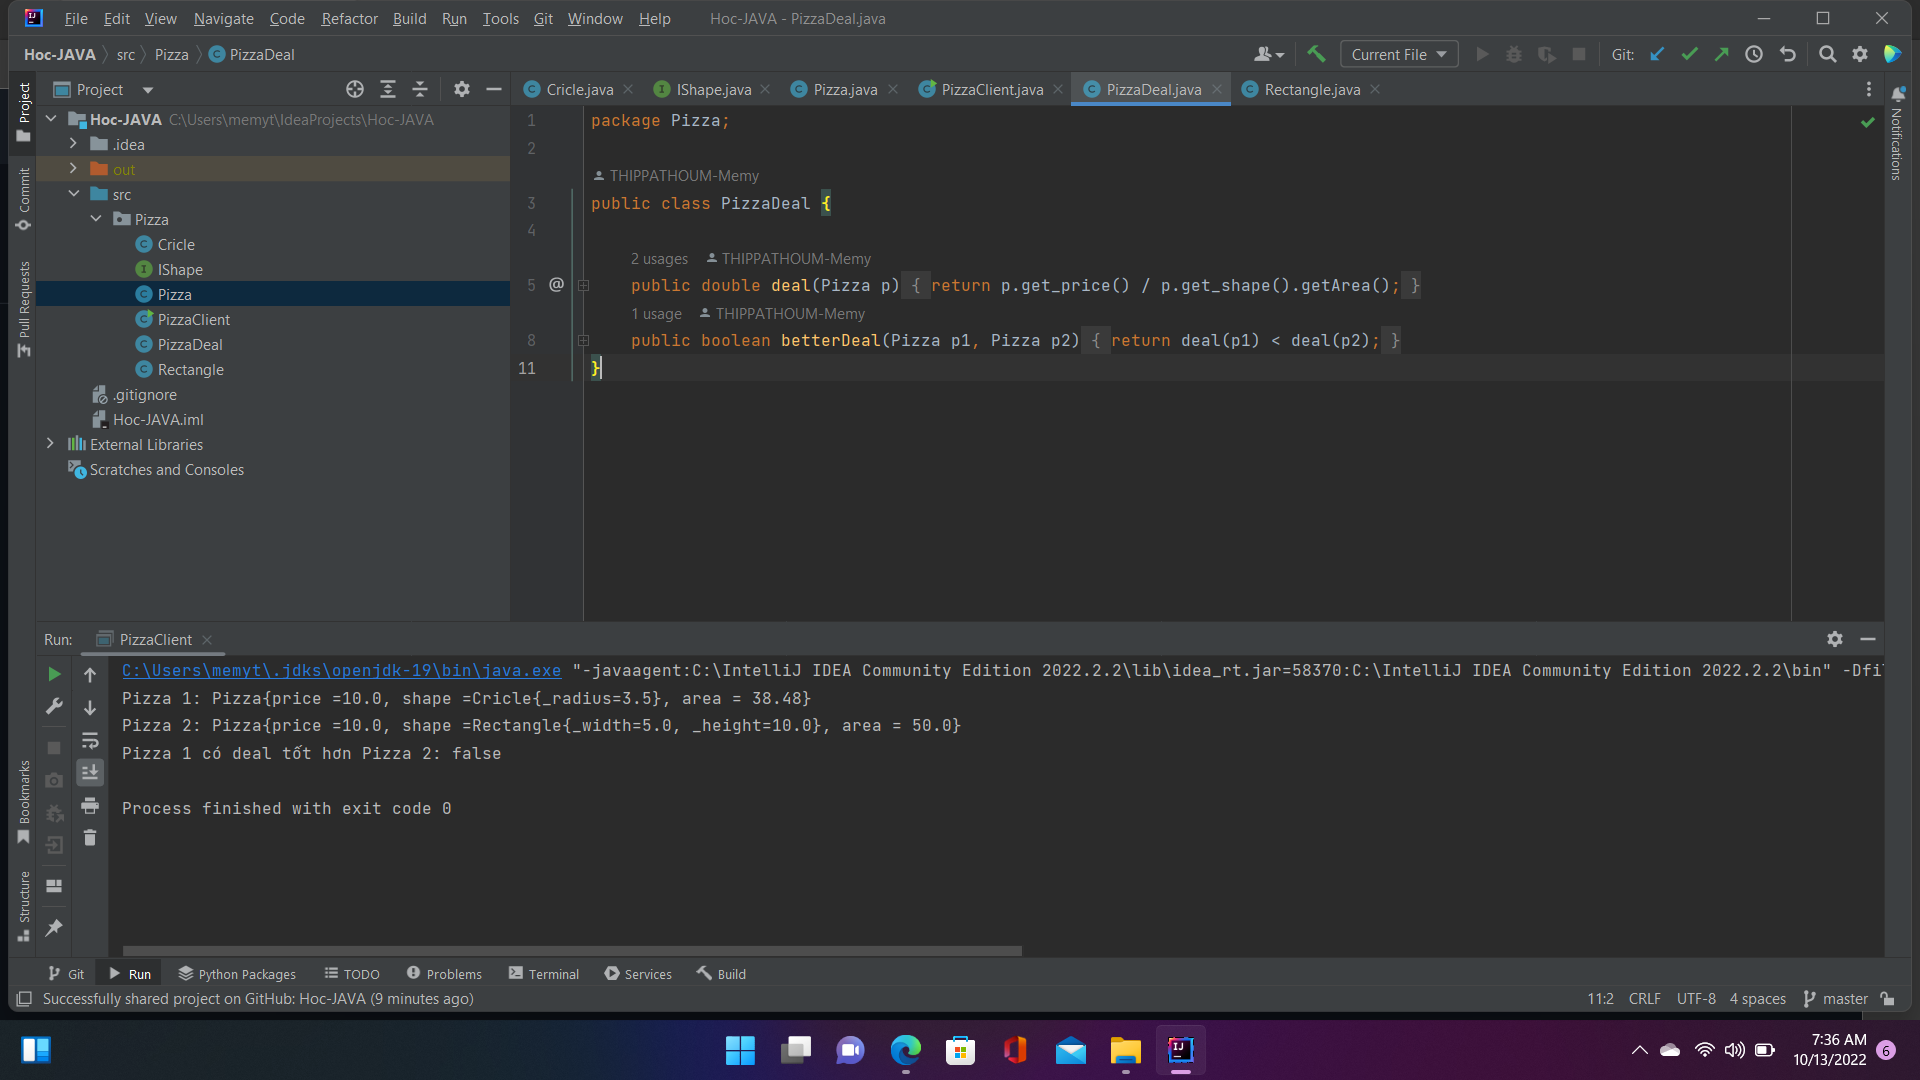 File Edit View Navigate Code Refactor Build Run Tools Git Window Help Hoc-JAVA - PizzaDeal.java
Hoc-JAVA src Pizza PizzaDeal
Current File Git:
Project
Cricle.java IShape.java Pizza.java PizzaClient.java PizzaDeal.java Rectangle.java
Project
Commit
Pull Requests
Bookmarks
Structure
Notifications
Hoc-JAVA C:\Users\memyt\IdeaProjects\Hoc-JAVA
.idea
out
src
Pizza
Cricle
IShape
Pizza
PizzaClient
PizzaDeal
Rectangle
.gitignore
Hoc-JAVA.iml
External Libraries
Scratches and Consoles
1 package Pizza;
2
THIPPATHOUM-Memy
3 public class PizzaDeal {
4
2 usages THIPPATHOUM-Memy
5 @ public double deal(Pizza p) { return p.get_price() / p.get_shape().getArea(); }
1 usage THIPPATHOUM-Memy
8 public boolean betterDeal(Pizza p1, Pizza p2) { return deal(p1) < deal(p2); }
11 }
Run: PizzaClient
C:\Users\memyt\.jdks\openjdk-19\bin\java.exe "-javaagent:C:\IntelliJ IDEA Community Edition 2022.2.2\lib\idea_rt.jar=58370:C:\IntelliJ IDEA Community Edition 2022.2.2\bin" -Dfi
Pizza 1: Pizza{price =10.0, shape =Cricle{_radius=3.5}, area = 38.48}
Pizza 2: Pizza{price =10.0, shape =Rectangle{_width=5.0, _height=10.0}, area = 50.0}
Pizza 1 có deal tốt hơn Pizza 2: false
Process finished with exit code 0
Git Run Python Packages TODO Problems Terminal Services Build
Successfully shared project on GitHub: Hoc-JAVA (9 minutes ago) 11:2 CRLF UTF-8 4 spaces master
7:36 AM
10/13/2022 6